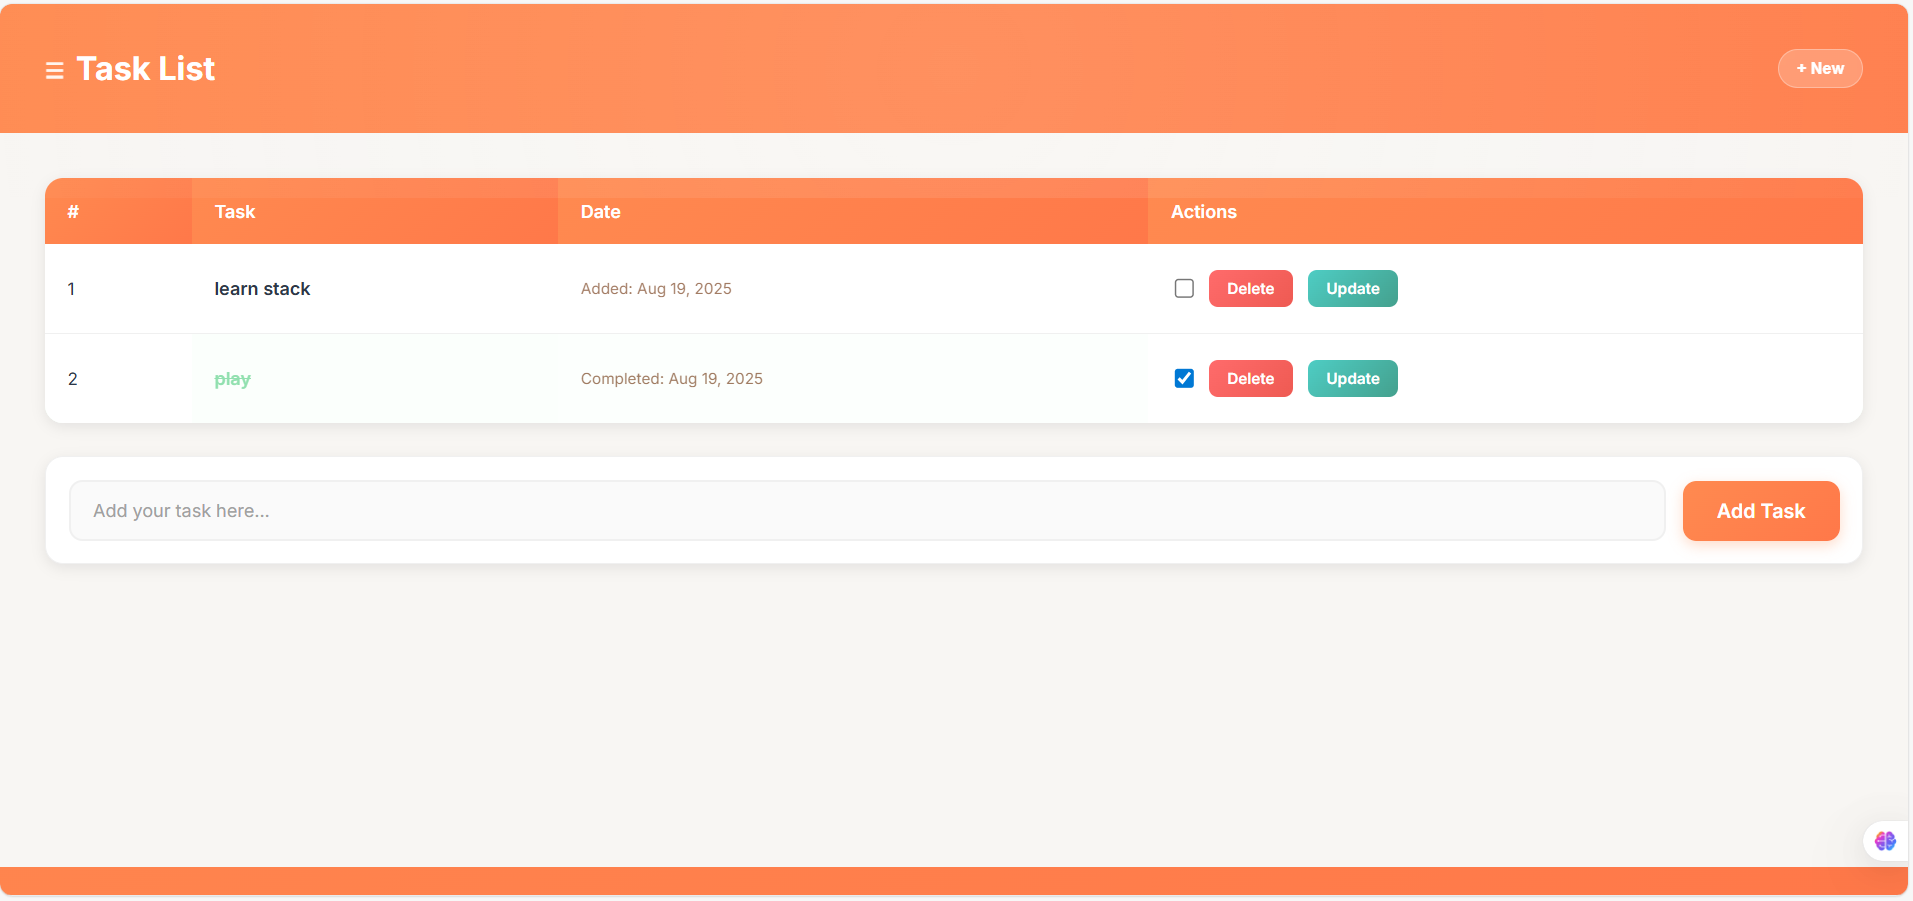 ☰ Task List
+ New
# Task Date Actions
1 learn stack Added: Aug 19, 2025 Delete Update
2 play Completed: Aug 19, 2025 Delete Update
Add your task here... Add Task